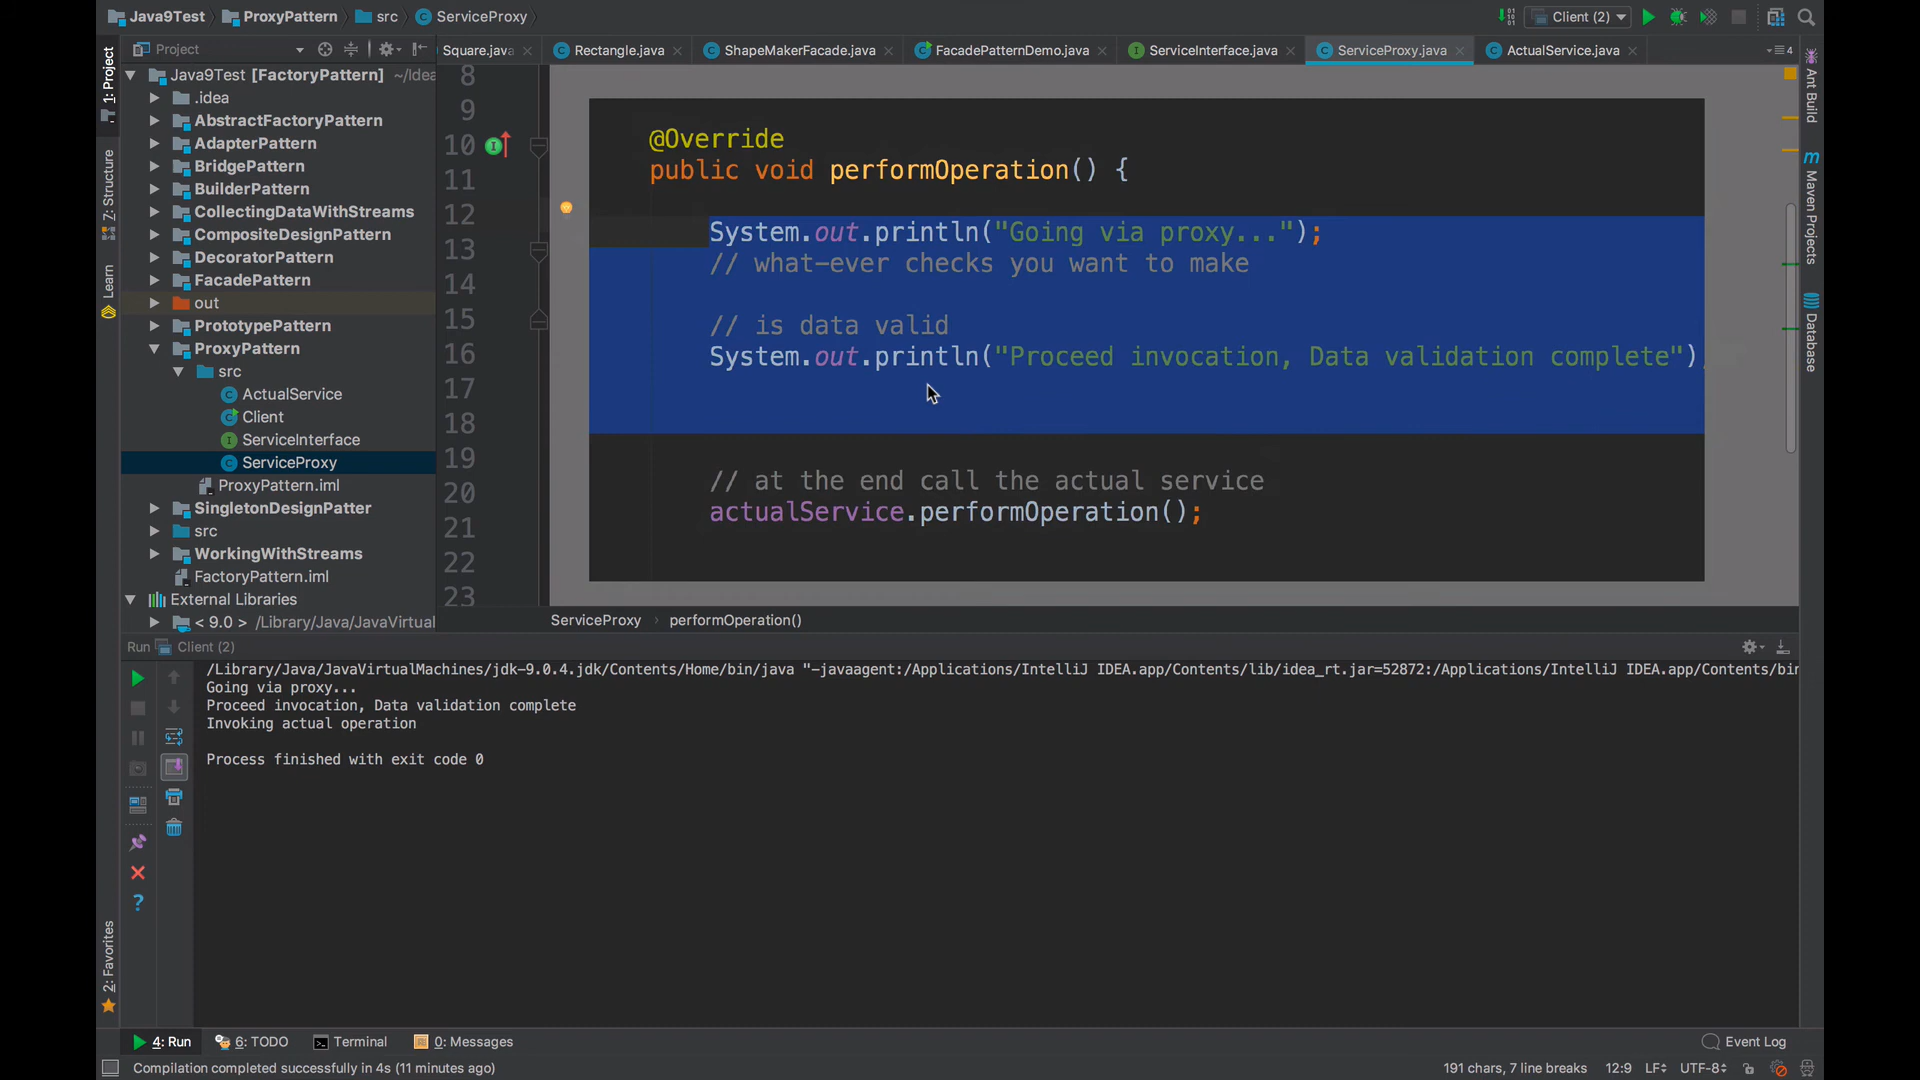 Java9Test
ProxyPattern
src
ServiceProxy
Client (2)
1: Project
Z: Structure
Learn
2: Favorites
Project
Square.java
Rectangle.java
ShapeMakerFacade.java
FacadePatternDemo.java
ServiceInterface.java
ServiceProxy.java
ActualService.java
4
Java9Test [FactoryPattern] ~/Idea
.idea
AbstractFactoryPattern
AdapterPattern
BridgePattern
BuilderPattern
CollectingDataWithStreams
CompositeDesignPattern
DecoratorPattern
FacadePattern
out
PrototypePattern
ProxyPattern
src
ActualService
Client
ServiceInterface
ServiceProxy
ProxyPattern.iml
SingletonDesignPatter
src
WorkingWithStreams
FactoryPattern.iml
External Libraries
< 9.0 > /Library/Java/JavaVirtual
8
9
10
11
12
13
14
15
16
17
18
19
20
21
22
23
@Override
public void performOperation() {
System.out.println("Going via proxy...");
// what-ever checks you want to make
// is data valid
System.out.println("Proceed invocation, Data validation complete")
// at the end call the actual service
actualService.performOperation();
ServiceProxy
performOperation()
Ant Build
Maven Projects
Database
Run Client (2)
/Library/Java/JavaVirtualMachines/jdk-9.0.4.jdk/Contents/Home/bin/java "-javaagent:/Applications/IntelliJ IDEA.app/Contents/lib/idea_rt.jar=52872:/Applications/IntelliJ IDEA.app/Contents/bin
Going via proxy...
Proceed invocation, Data validation complete
Invoking actual operation
Process finished with exit code 0
4: Run
6: TODO
Terminal
0: Messages
Event Log
Compilation completed successfully in 4s (11 minutes ago)
191 chars, 7 line breaks
12:9
LF
UTF-8